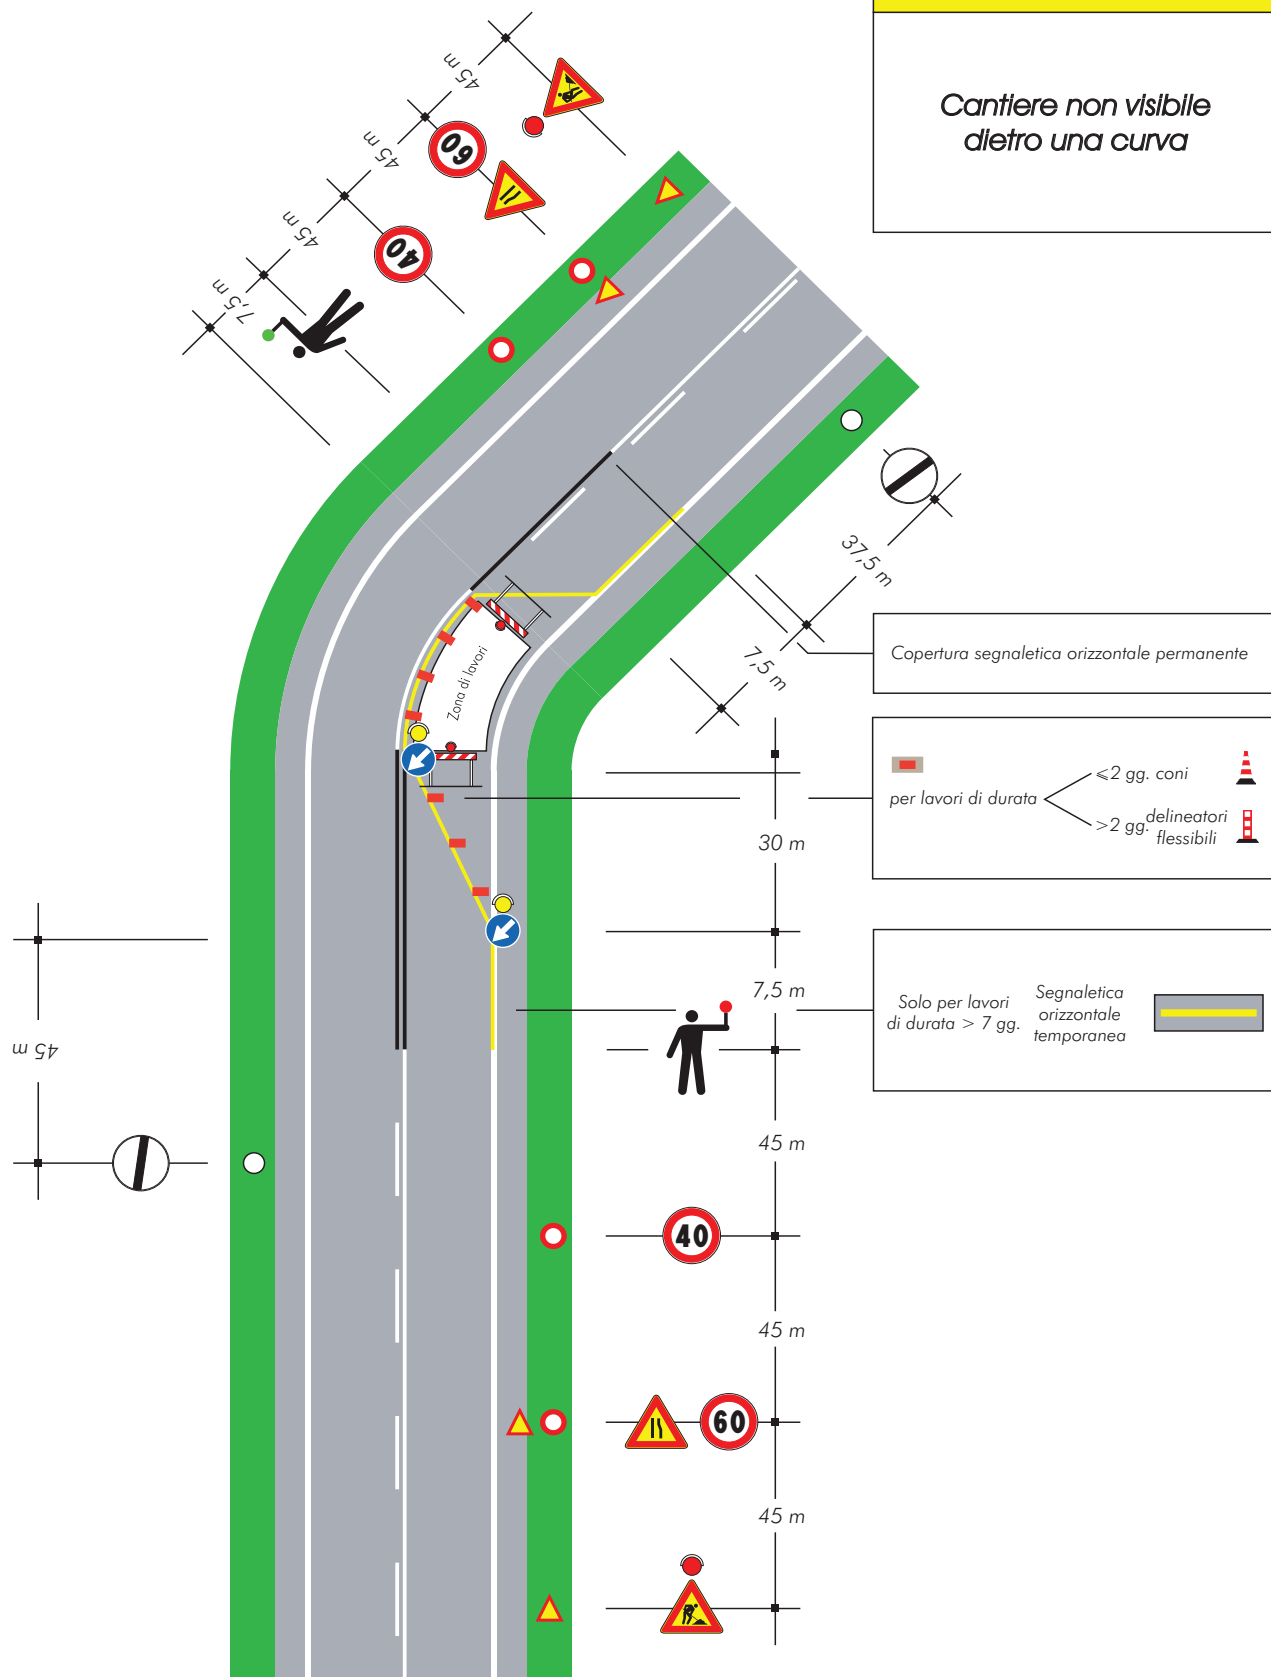 Cantiere non visibile
dietro una curva
45 m
60
45 m
40
45 m
7,5 m
37,5 m
7,5 m
Copertura segnaletica orizzontale permanente
Zona di lavori
per lavori di durata
⩽2 gg. coni
>2 gg. delineatori
flessibili
30 m
7,5 m
Solo per lavori
di durata > 7 gg.
Segnaletica
orizzontale
temporanea
45 m
45 m
40
45 m
60
45 m